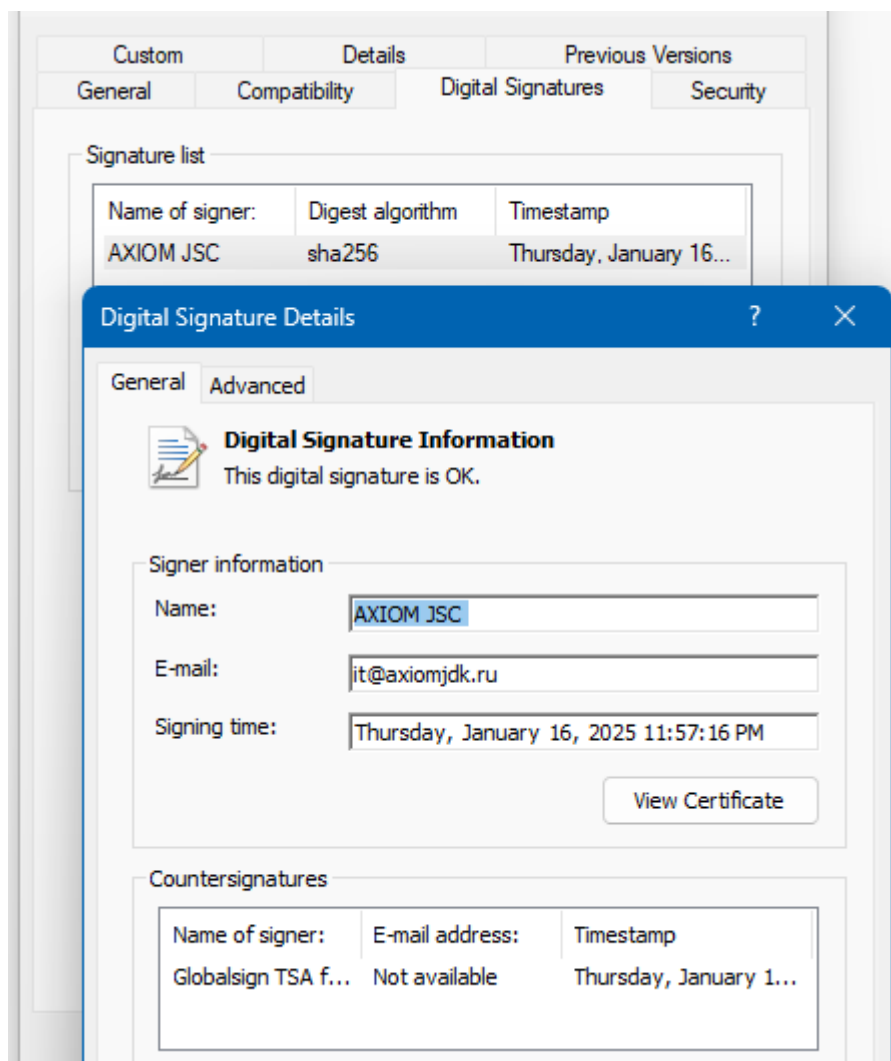 Custom Details Previous Versions
General Compatibility Digital Signatures Security
Signature list
Name of signer: Digest algorithm Timestamp
AXIOM JSC sha256 Thursday, January 16...
Digital Signature Details ?
General Advanced
Digital Signature Information
This digital signature is OK.
Signer information
Name: AXIOM JSC
E-mail: it@axiomjdk.ru
Signing time: Thursday, January 16, 2025 11:57:16 PM
View Certificate
Countersignatures
Name of signer: E-mail address: Timestamp
Globalsign TSA f... Not available Thursday, January 1...